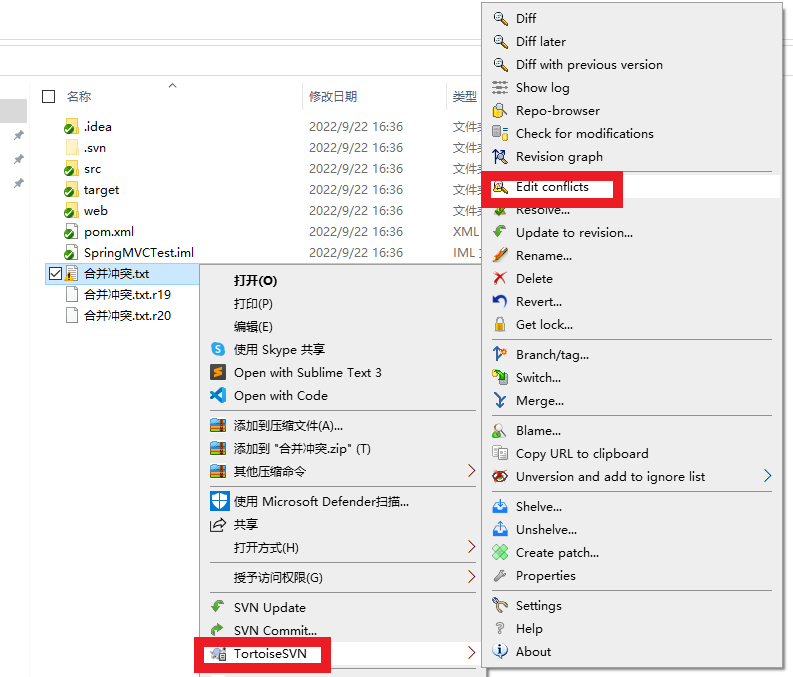 名称
修改日期
类型
.idea
2022/9/22 16:36
文件
.svn
2022/9/22 16:36
文件
src
2022/9/22 16:36
文件
target
2022/9/22 16:36
文件
web
2022/9/22 16:36
文件
pom.xml
2022/9/22 16:36
XML
SpringMVCTest.iml
2022/9/22 16:36
IML
合并冲突.txt
合并冲突.txt.r19
合并冲突.txt.r20
打开(O)
打印(P)
编辑(E)
使用 Skype 共享
Open with Sublime Text 3
Open with Code
添加到压缩文件(A)...
添加到 "合并冲突.zip" (T)
其他压缩命令
使用 Microsoft Defender扫描...
共享
打开方式(H)
授予访问权限(G)
SVN Update
SVN Commit...
TortoiseSVN
Diff
Diff later
Diff with previous version
Show log
Repo-browser
Check for modifications
Revision graph
Edit conflicts
Resolve...
Update to revision...
Rename...
Delete
Revert...
Get lock...
Branch/tag...
Switch...
Merge...
Blame...
Copy URL to clipboard
Unversion and add to ignore list
Shelve...
Unshelve...
Create patch...
Properties
Settings
Help
About